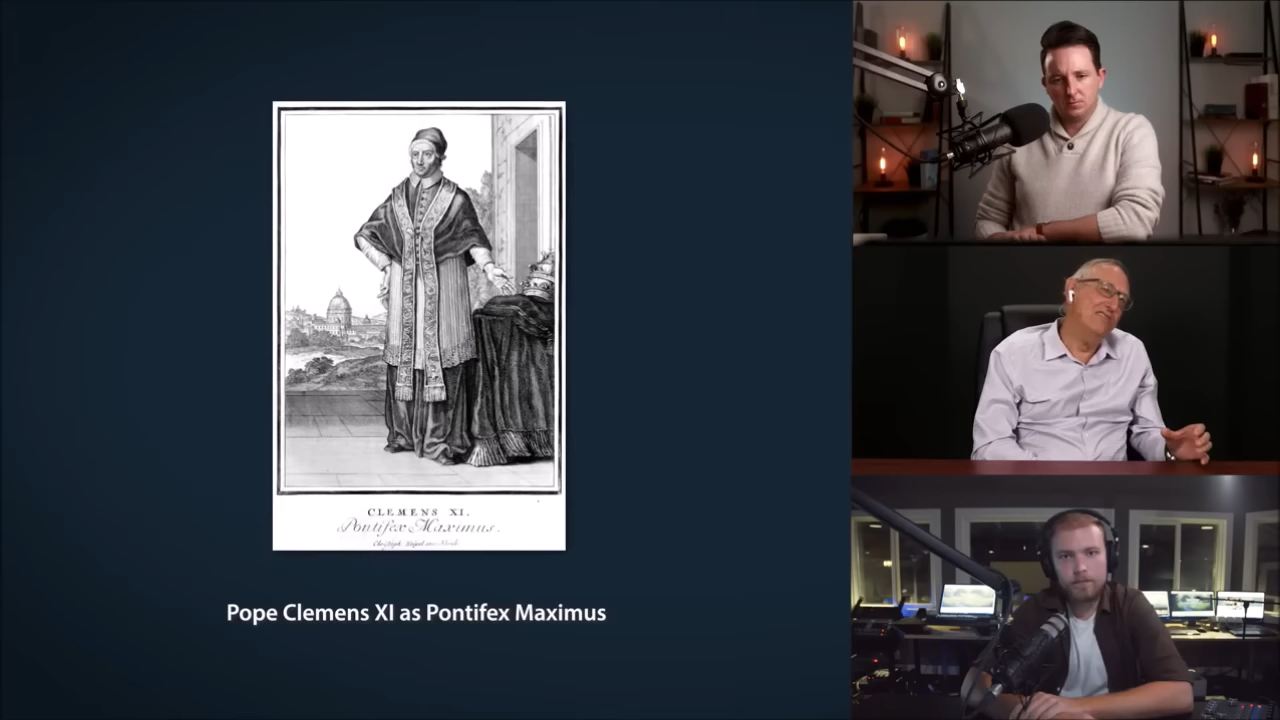 CLEMENS XI.
Pontifex Maximus.
Pope Clemens XI as Pontifex Maximus